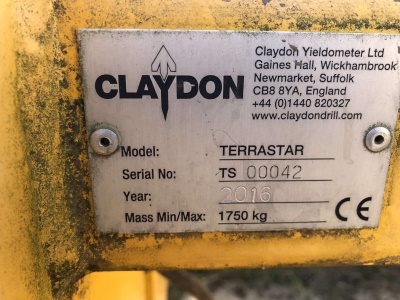 CLAYDON
Claydon Yieldometer Ltd
Gaines Hall, Wickhambrook
Newmarket, Suffolk
CB8 8YA, England
+44 (0)1440 820327
www.claydondrill.com
Model: TERRASTAR
Serial No: TS 00042
Year: 2016
Mass Min/Max: 1750 kg
CE